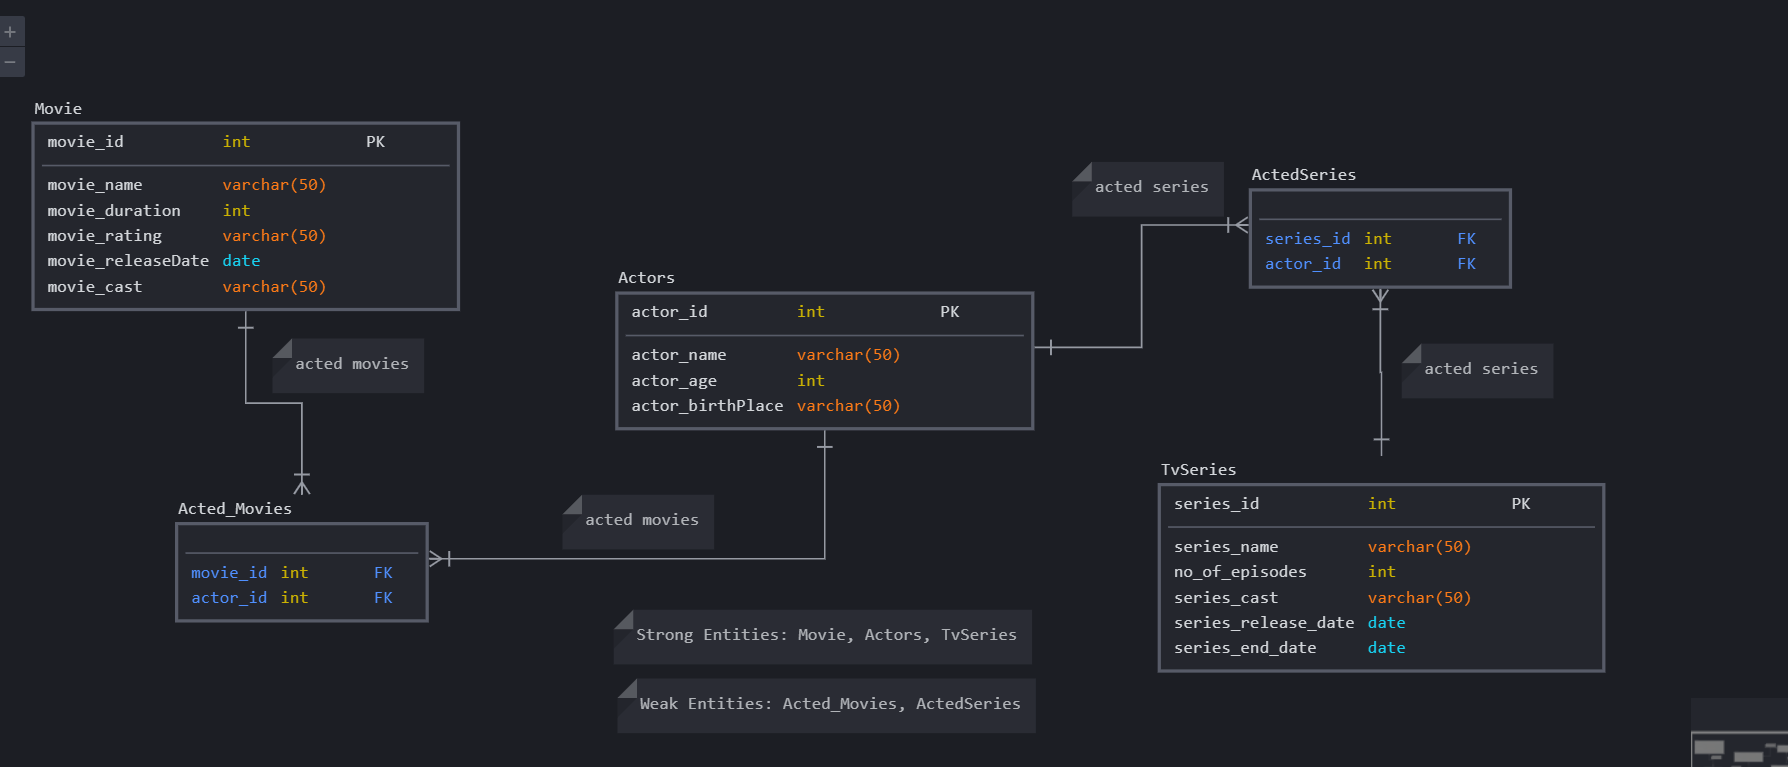 +
−
Movie
movie_id int PK
movie_name varchar(50)
movie_duration int
movie_rating varchar(50)
movie_releaseDate date
movie_cast varchar(50)
acted movies
Acted_Movies
movie_id int FK
actor_id int FK
Actors
actor_id int PK
actor_name varchar(50)
actor_age int
actor_birthPlace varchar(50)
acted movies
acted series
ActedSeries
series_id int FK
actor_id int FK
acted series
TvSeries
series_id int PK
series_name varchar(50)
no_of_episodes int
series_cast varchar(50)
series_release_date date
series_end_date date
Strong Entities: Movie, Actors, TvSeries
Weak Entities: Acted_Movies, ActedSeries